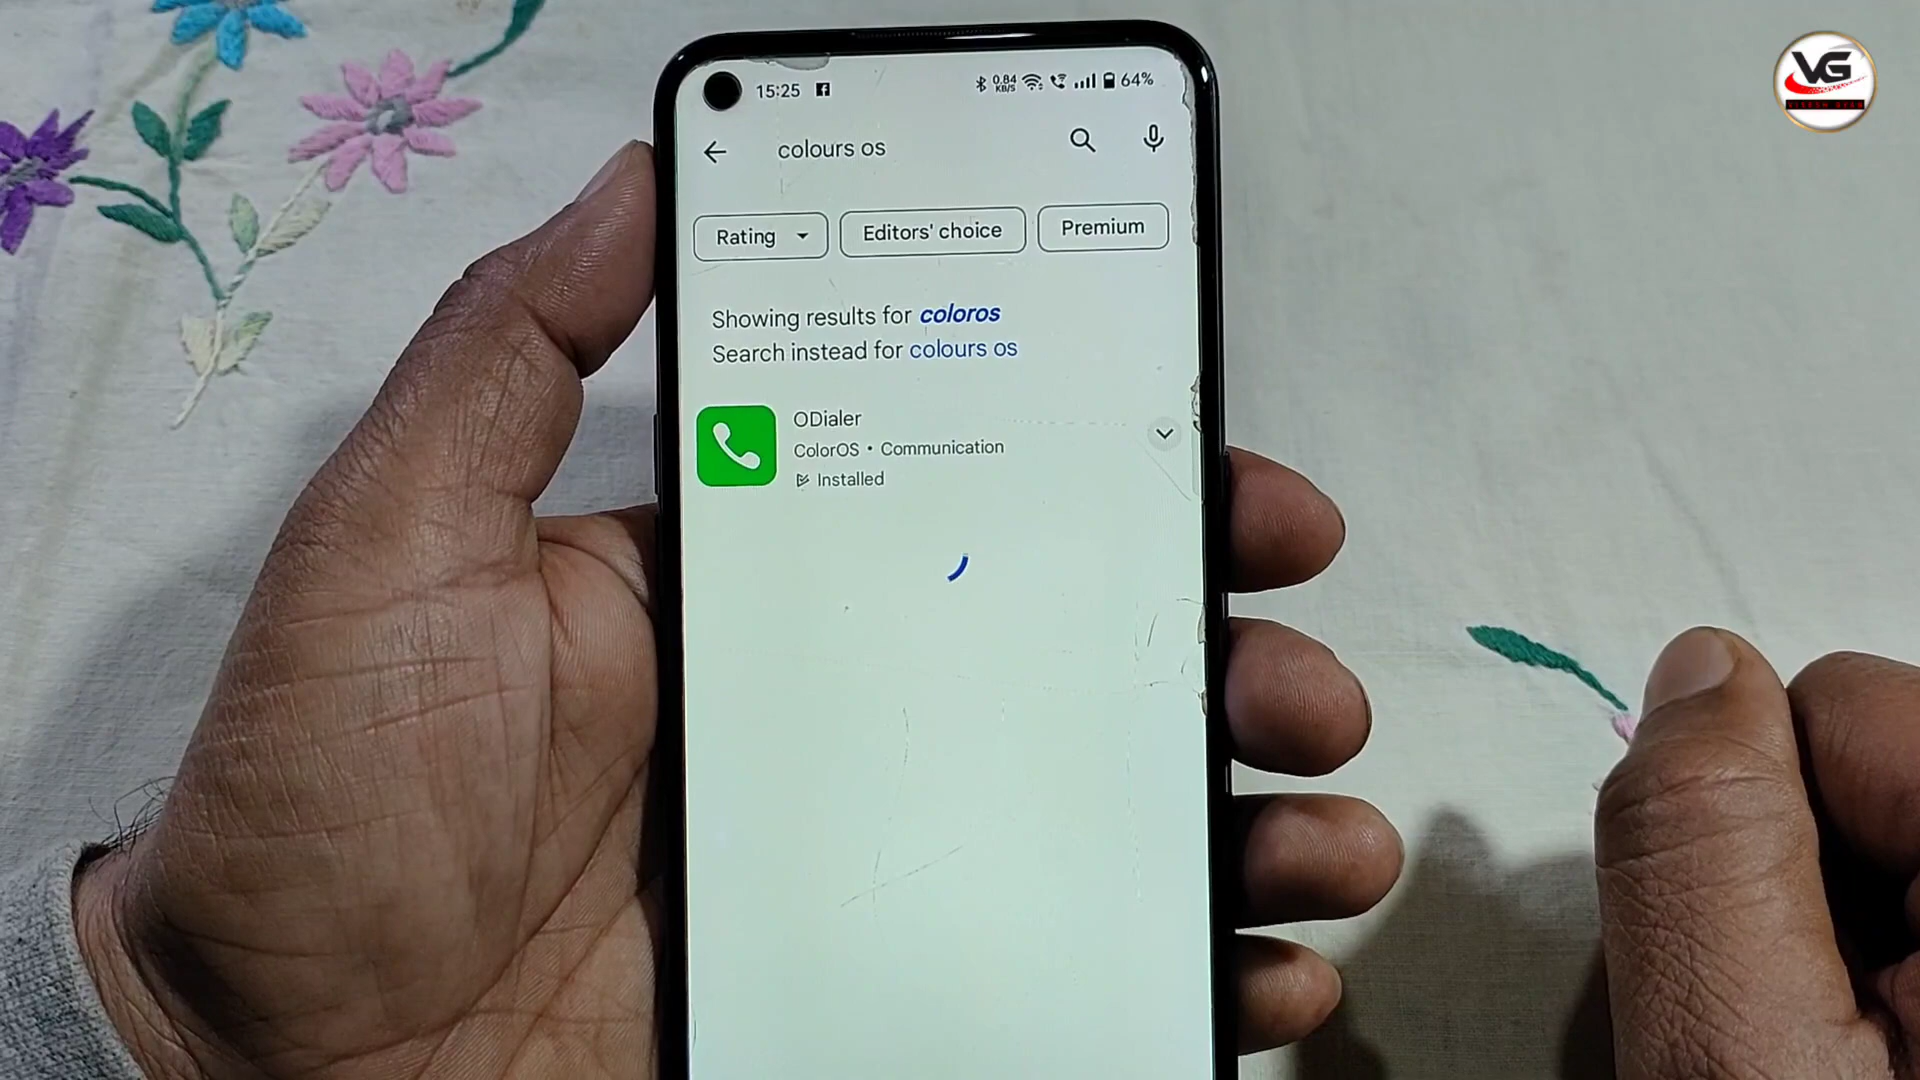 15:25
0.84
KB/S
64%
colours os
Rating
Editors' choice
Premium
Showing results for coloros
Search instead for colours os
ODialer
ColorOS • Communication
Installed
VG